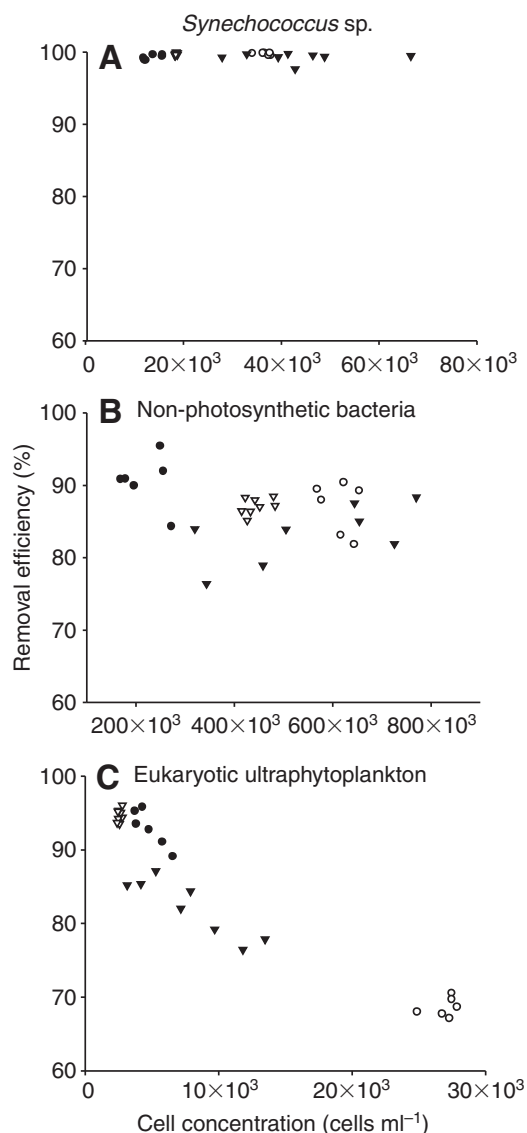 Synechococcus sp.
A
100
90
80
70
60
0 20×10³ 40×10³ 60×10³ 80×10³
B Non-photosynthetic bacteria
100
90
80
70
60
200×10³ 400×10³ 600×10³ 800×10³
Removal efficiency (%)
C Eukaryotic ultraphytoplankton
100
90
80
70
60
0 10×10³ 20×10³ 30×10³
Cell concentration (cells ml⁻¹)